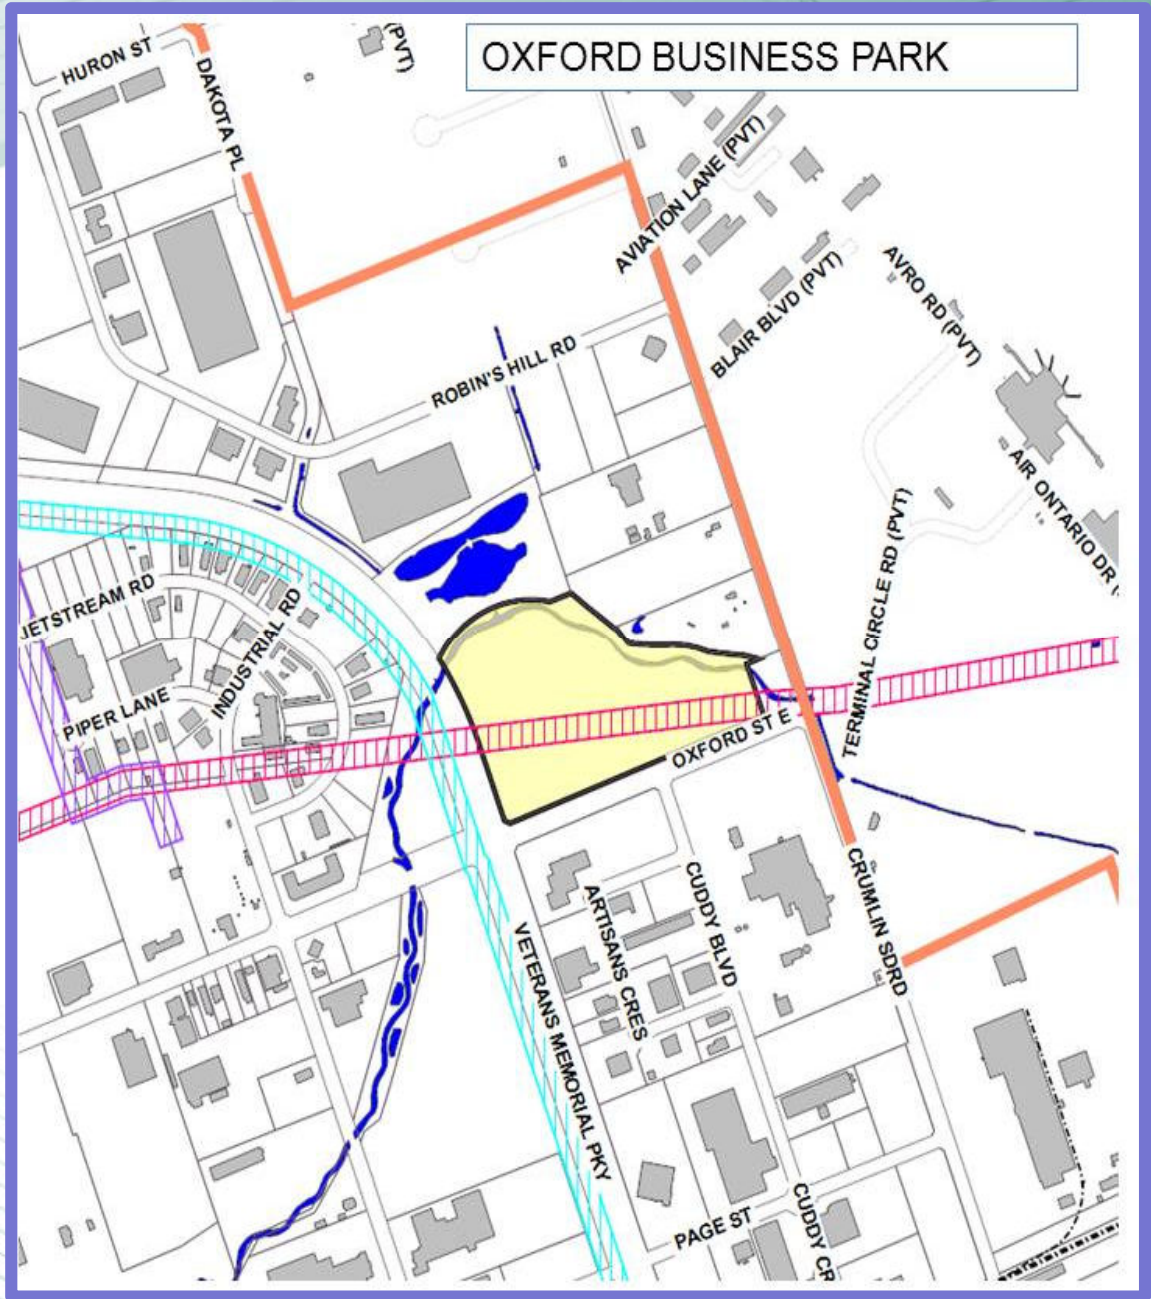 OXFORD BUSINESS PARK
HURON ST
(PVT)
DAKOTA PL
AVIATION LANE (PVT)
BLAIR BLVD (PVT)
AVRO RD (PVT)
ROBIN'S HILL RD
AIR ONTARIO DR (
TERMINAL CIRCLE RD (PVT)
JETSTREAM RD
INDUSTRIAL RD
PIPER LANE
OXFORD ST E
CRUMLIN SDRD
CUDDY BLVD
ARTISANS CRES
VETERANS MEMORIAL PKY
PAGE ST
CUDDY CR